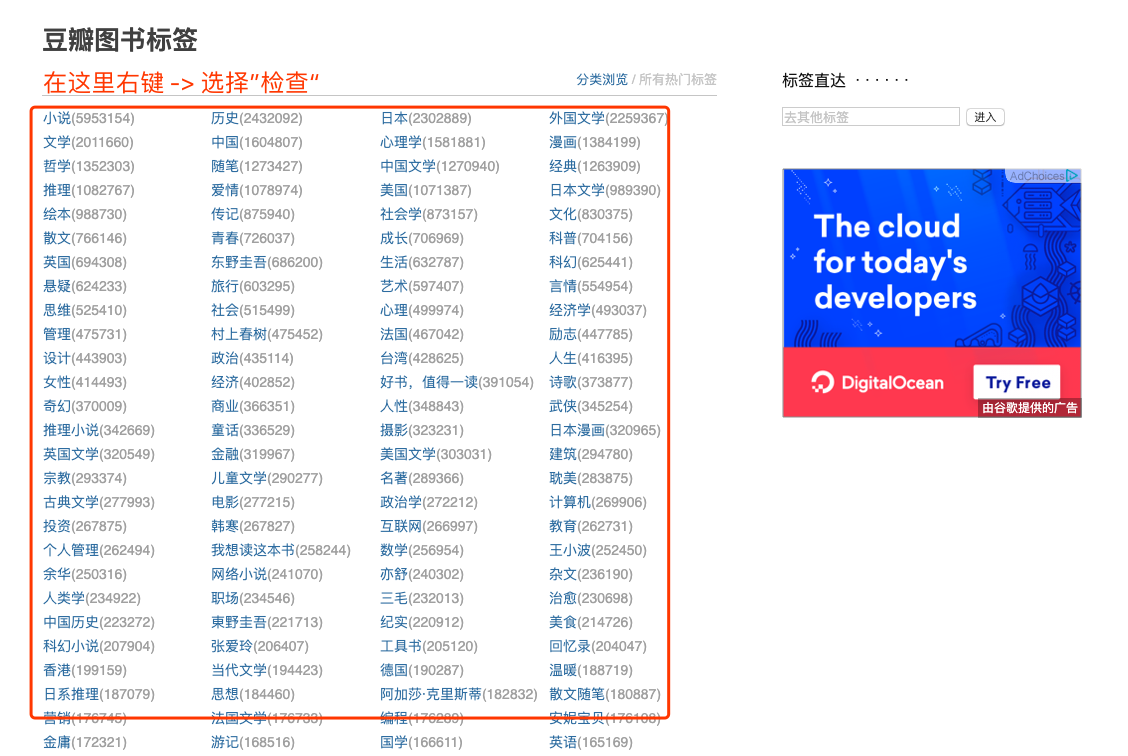 豆瓣图书标签
在这里右键 -> 选择”检查“
分类浏览 / 所有热门标签
小说(5953154) 历史(2432092) 日本(2302889) 外国文学(2259367)
文学(2011660) 中国(1604807) 心理学(1581881) 漫画(1384199)
哲学(1352303) 随笔(1273427) 中国文学(1270940) 经典(1263909)
推理(1082767) 爱情(1078974) 美国(1071387) 日本文学(989390)
绘本(988730) 传记(875940) 社会学(873157) 文化(830375)
散文(766146) 青春(726037) 成长(706969) 科普(704156)
英国(694308) 东野圭吾(686200) 生活(632787) 科幻(625441)
悬疑(624233) 旅行(603295) 艺术(597407) 言情(554954)
思维(525410) 社会(515499) 心理(499974) 经济学(493037)
管理(475731) 村上春树(475452) 法国(467042) 励志(447785)
设计(443903) 政治(435114) 台湾(428625) 人生(416395)
女性(414493) 经济(402852) 好书，值得一读(391054) 诗歌(373877)
奇幻(370009) 商业(366351) 人性(348843) 武侠(345254)
推理小说(342669) 童话(336529) 摄影(323231) 日本漫画(320965)
英国文学(320549) 金融(319967) 美国文学(303031) 建筑(294780)
宗教(293374) 儿童文学(290277) 名著(289366) 耽美(283875)
古典文学(277993) 电影(277215) 政治学(272212) 计算机(269906)
投资(267875) 韩寒(267827) 互联网(266997) 教育(262731)
个人管理(262494) 我想读这本书(258244) 数学(256954) 王小波(252450)
余华(250316) 网络小说(241070) 亦舒(240302) 杂文(236190)
人类学(234922) 职场(234546) 三毛(232013) 治愈(230698)
中国历史(223272) 東野圭吾(221713) 纪实(220912) 美食(214726)
科幻小说(207904) 张爱玲(206407) 工具书(205120) 回忆录(204047)
香港(199159) 当代文学(194423) 德国(190287) 温暖(188719)
日系推理(187079) 思想(184460) 阿加莎·克里斯蒂(182832) 散文随笔(180887)
营销(176745) 法国文学(176733) 编程(176289) 安妮宝贝(176108)
金庸(172321) 游记(168516) 国学(166611) 英语(165169)
标签直达 · · · · · ·
去其他标签 进入
AdChoices
The cloud
for today's
developers
DigitalOcean Try Free
由谷歌提供的广告